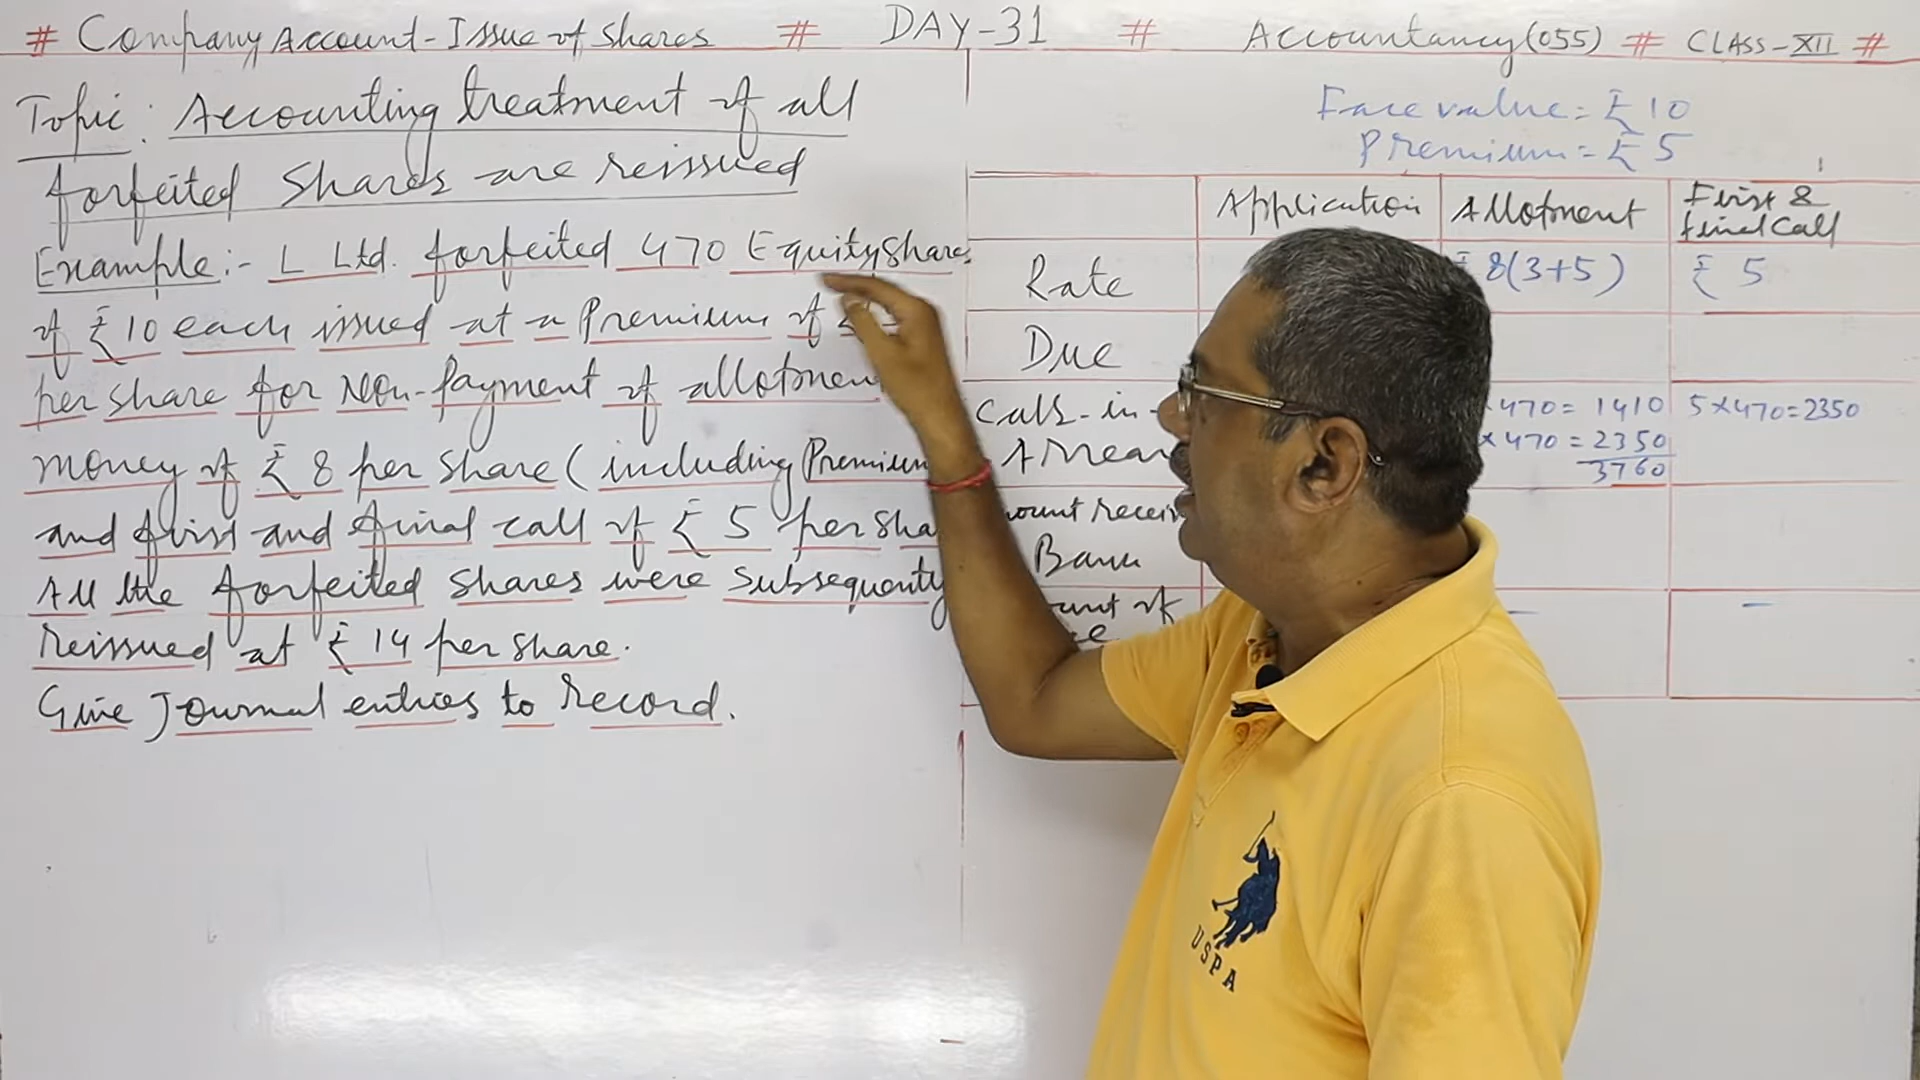 # Company Account-Issue of Shares # DAY-31 # Accountancy(055) # CLASS-XII #
Topic: Accounting treatment of all
forfeited Shares are reissued
Example:- L Ltd. forfeited 470 Equity Shares
of ₹10 each issued at a Premium of
per share for Non-Payment of allotment
money of ₹ 8 per share (including Premium
and first and final call of ₹ 5 per
All the forfeited shares were subsequently
reissued at ₹ 14 per share.
Give Journal entries to record.
Face value = ₹10
Premium = ₹5
Application Allotment First &
final call
Rate 8(3+5) ₹ 5
Due
Calls-in- 470 = 1410 5×470=2350
Arrear ×470 = 2350
3760
Bank
of
USPA